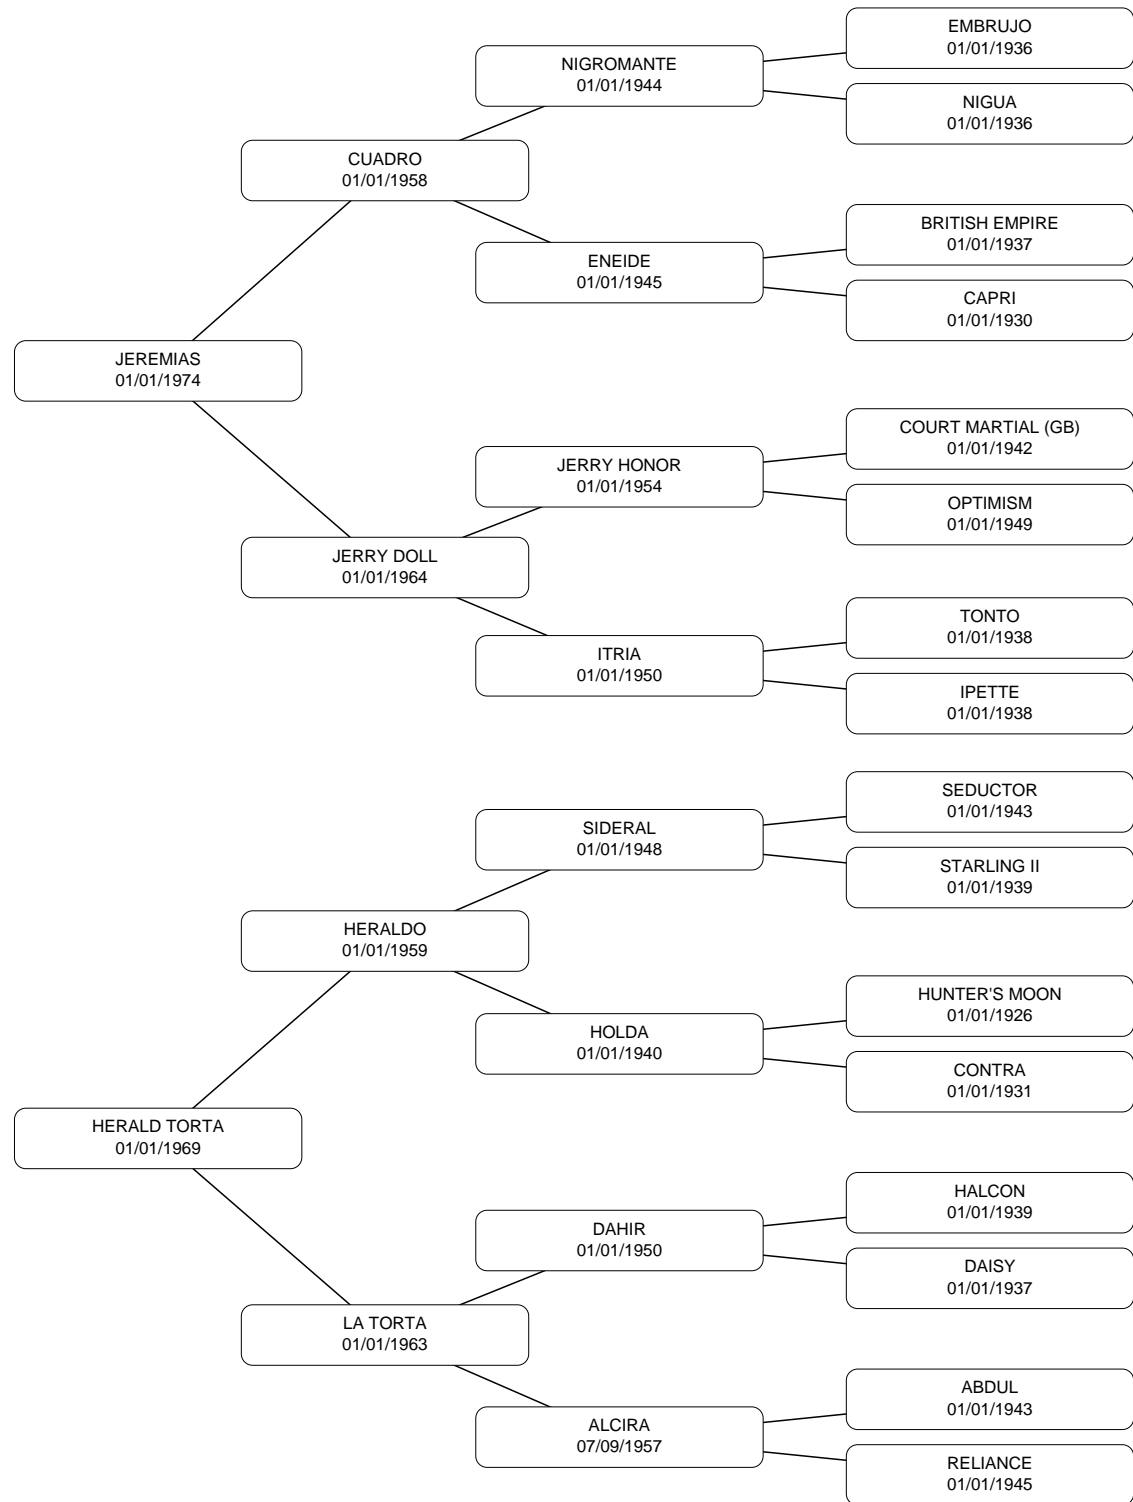 EMBRUJO
01/01/1936
NIGROMANTE
01/01/1944
NIGUA
01/01/1936
CUADRO
01/01/1958
BRITISH EMPIRE
01/01/1937
ENEIDE
01/01/1945
CAPRI
01/01/1930
JEREMIAS
01/01/1974
COURT MARTIAL (GB)
01/01/1942
JERRY HONOR
01/01/1954
OPTIMISM
01/01/1949
JERRY DOLL
01/01/1964
TONTO
01/01/1938
ITRIA
01/01/1950
IPETTE
01/01/1938
SEDUCTOR
01/01/1943
SIDERAL
01/01/1948
STARLING II
01/01/1939
HERALDO
01/01/1959
HUNTER'S MOON
01/01/1926
HOLDA
01/01/1940
CONTRA
01/01/1931
HERALD TORTA
01/01/1969
HALCON
01/01/1939
DAHIR
01/01/1950
DAISY
01/01/1937
LA TORTA
01/01/1963
ABDUL
01/01/1943
ALCIRA
07/09/1957
RELIANCE
01/01/1945